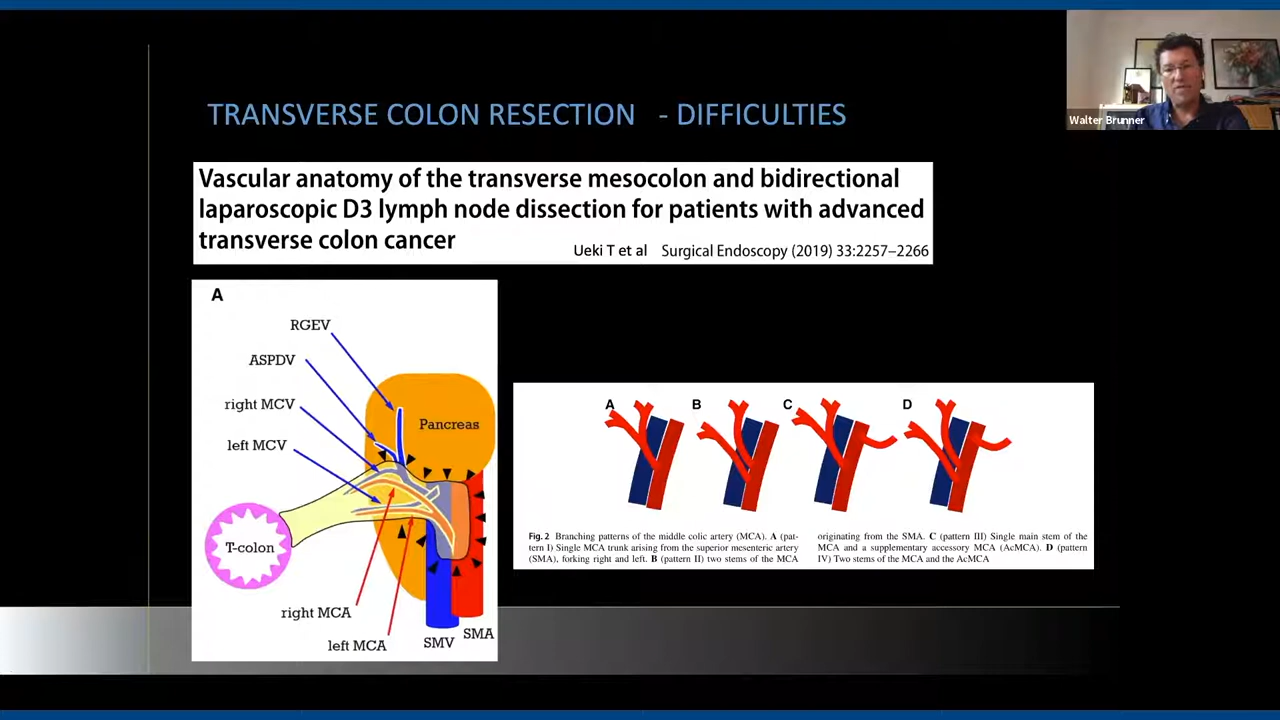 Walter Brunner
TRANSVERSE COLON RESECTION - DIFFICULTIES
Vascular anatomy of the transverse mesocolon and bidirectional
laparoscopic D3 lymph node dissection for patients with advanced
transverse colon cancer
Ueki T et al Surgical Endoscopy (2019) 33:2257–2266
A
RGEV
ASPDV
right MCV
left MCV
Pancreas
T-colon
right MCA
left MCA
SMV
SMA
A
B
C
D
Fig. 2 Branching patterns of the middle colic artery (MCA). A (pat-
tern I) Single MCA trunk arising from the superior mesenteric artery
(SMA), forking right and left. B (pattern II) two stems of the MCA
originating from the SMA. C (pattern III) Single main stem of the
MCA and a supplementary accessory MCA (AcMCA). D (pattern
IV) Two stems of the MCA and the AcMCA